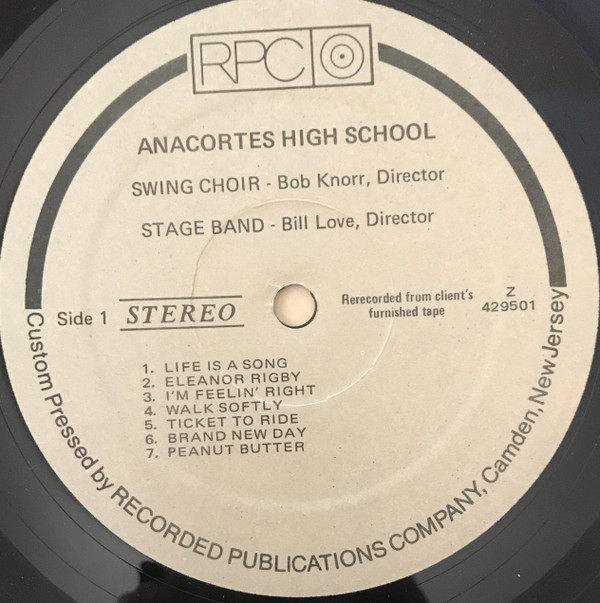 RPC
ANACORTES HIGH SCHOOL
SWING CHOIR - Bob Knorr, Director
STAGE BAND - Bill Love, Director
Side 1
STEREO
Rerecorded from client's
furnished tape
Z
429501
1. LIFE IS A SONG
2. ELEANOR RIGBY
3. I'M FEELIN' RIGHT
4. WALK SOFTLY
5. TICKET TO RIDE
6. BRAND NEW DAY
7. PEANUT BUTTER
Custom Pressed by RECORDED PUBLICATIONS COMPANY, Camden, New Jersey